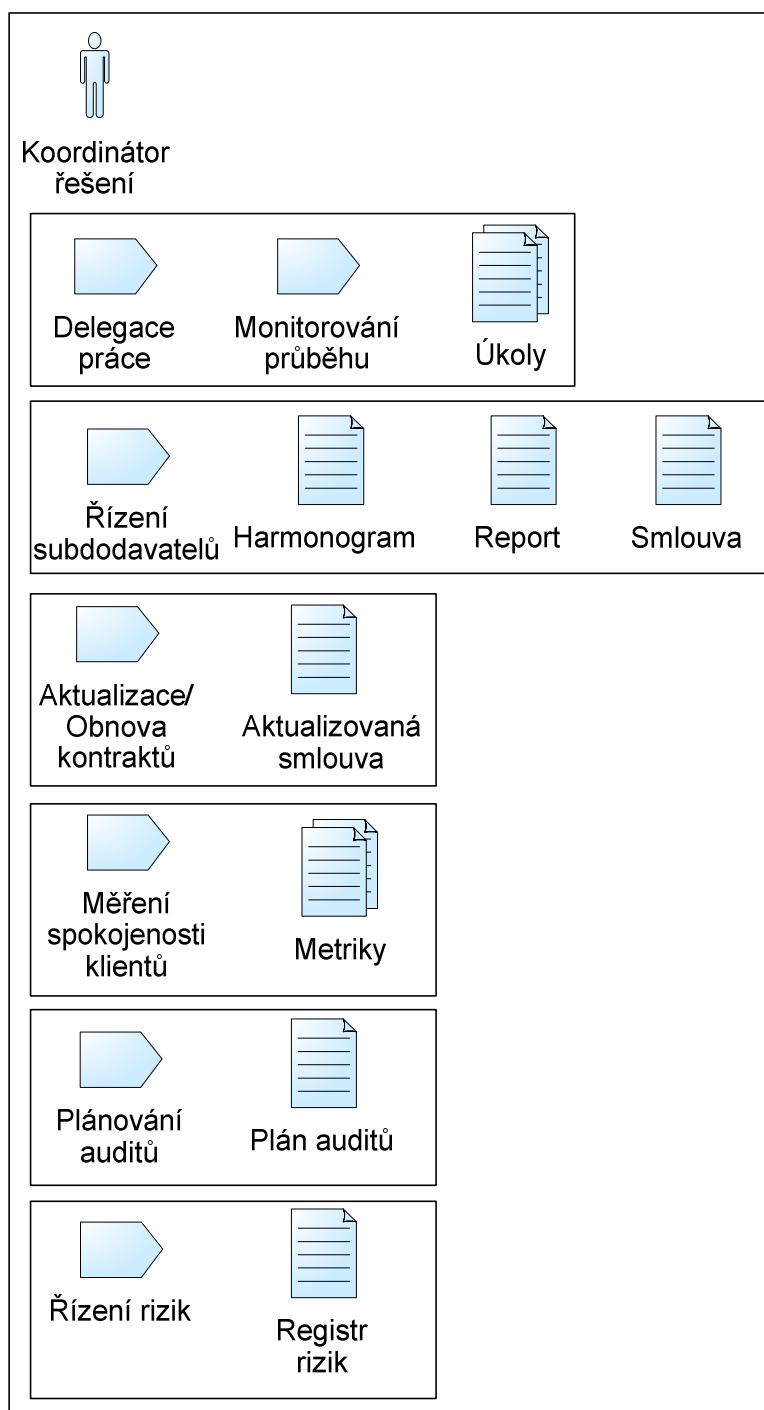 Koordinátor
řešení
Delegace
práce
Monitorování
průběhu
Úkoly
Řízení
subdodavatelů
Harmonogram
Report
Smlouva
Aktualizace/
Obnova
kontraktů
Aktualizovaná
smlouva
Měření
spokojenosti
klientů
Metriky
Plánování
auditů
Plán auditů
Řízení rizik
Registr
rizik